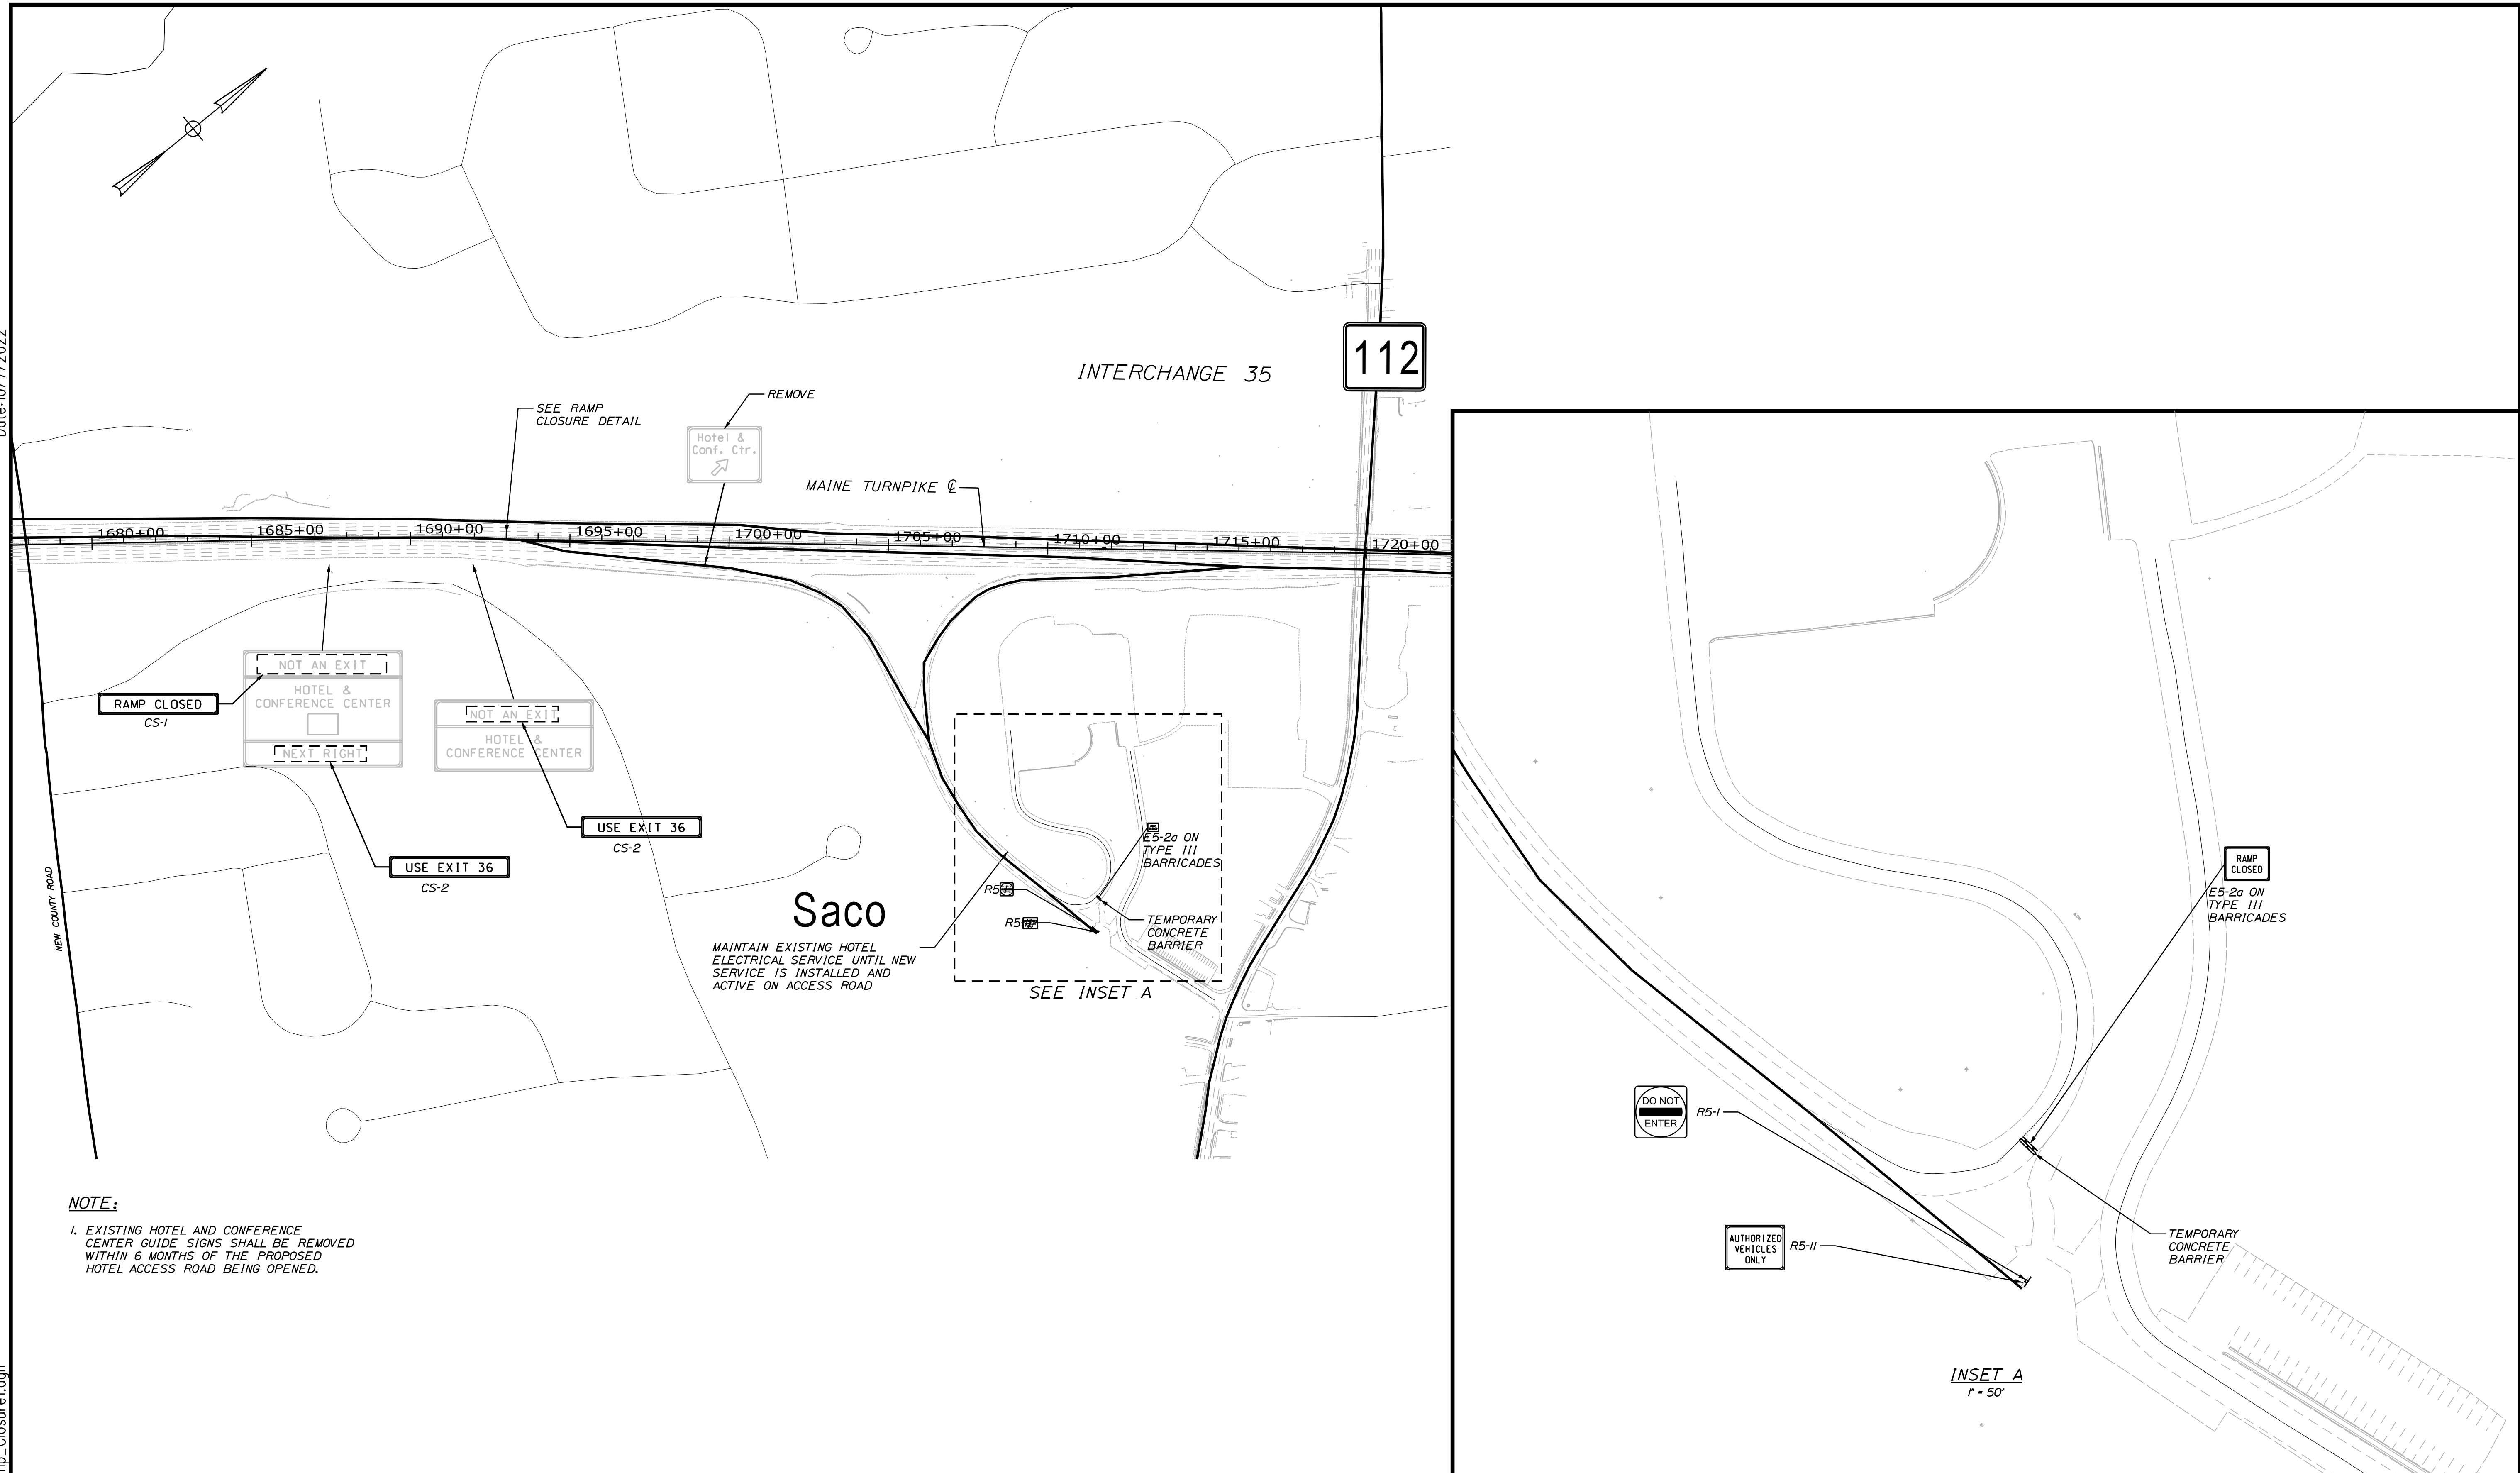 Date:10/7/2022
INTERCHANGE 35
112
SEE RAMP
CLOSURE DETAIL
REMOVE
Hotel &
Conf. Ctr.
MAINE TURNPIKE ℄
1680+00
1685+00
1690+00
1695+00
1700+00
1705+00
1710+00
1715+00
1720+00
NOT AN EXIT
HOTEL &
CONFERENCE CENTER
NEXT RIGHT
RAMP CLOSED
CS-1
NOT AN EXIT
HOTEL &
CONFERENCE CENTER
USE EXIT 36
CS-2
USE EXIT 36
CS-2
NEW COUNTY ROAD
Saco
MAINTAIN EXISTING HOTEL
ELECTRICAL SERVICE UNTIL NEW
SERVICE IS INSTALLED AND
ACTIVE ON ACCESS ROAD
E5-2a ON
TYPE III
BARRICADES
TEMPORARY
CONCRETE
BARRIER
SEE INSET A
NOTE:
1. EXISTING HOTEL AND CONFERENCE
CENTER GUIDE SIGNS SHALL BE REMOVED
WITHIN 6 MONTHS OF THE PROPOSED
HOTEL ACCESS ROAD BEING OPENED.
RAMP
CLOSED
E5-2a ON
TYPE III
BARRICADES
DO NOT
ENTER
R5-1
AUTHORIZED
VEHICLES
ONLY
R5-11
TEMPORARY
CONCRETE
BARRIER
INSET A
1" = 50'